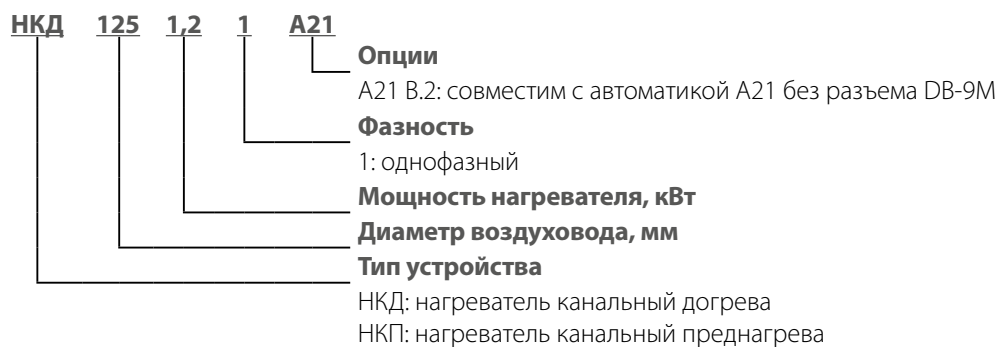 НКД 125 1,2 1 А21
Опции
А21 В.2: совместим с автоматикой А21 без разъема DB-9M
Фазность
1: однофазный
Мощность нагревателя, кВт
Диаметр воздуховода, мм
Тип устройства
НКД: нагреватель канальный догрева
НКП: нагреватель канальный преднагрева